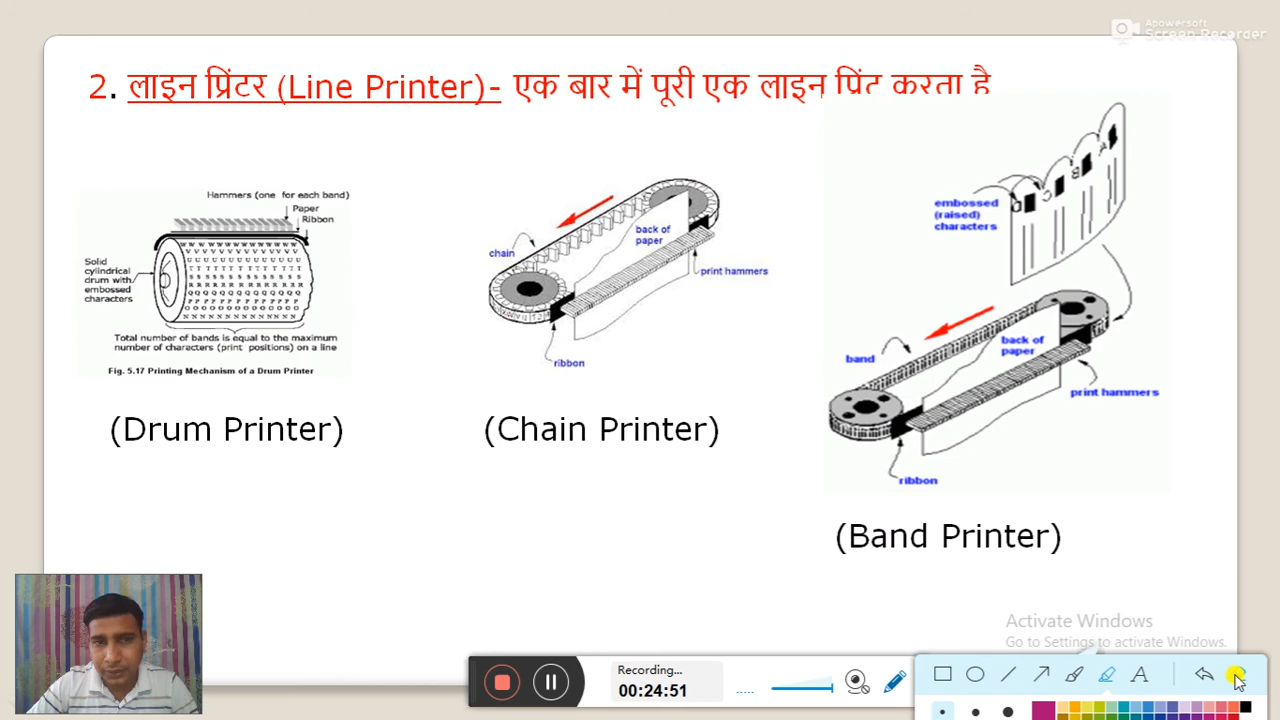 Apowersoft
Screen Recorder
2. लाइन प्रिंटर (Line Printer)- एक बार में पूरी एक लाइन प्रिंट करता है
Hammers (one for each band)
Paper
Ribbon
Solid
cylindrical
drum with
embossed
characters
Total number of bands is equal to the maximum
number of characters (print positions) on a line
Fig. 5.17 Printing Mechanism of a Drum Printer
(Drum Printer)
chain
back of
paper
print hammers
ribbon
(Chain Printer)
embossed
(raised)
characters
band
back of
paper
print hammers
ribbon
(Band Printer)
Activate Windows
Go to Settings to activate Windows.
Recording...
00:24:51
A